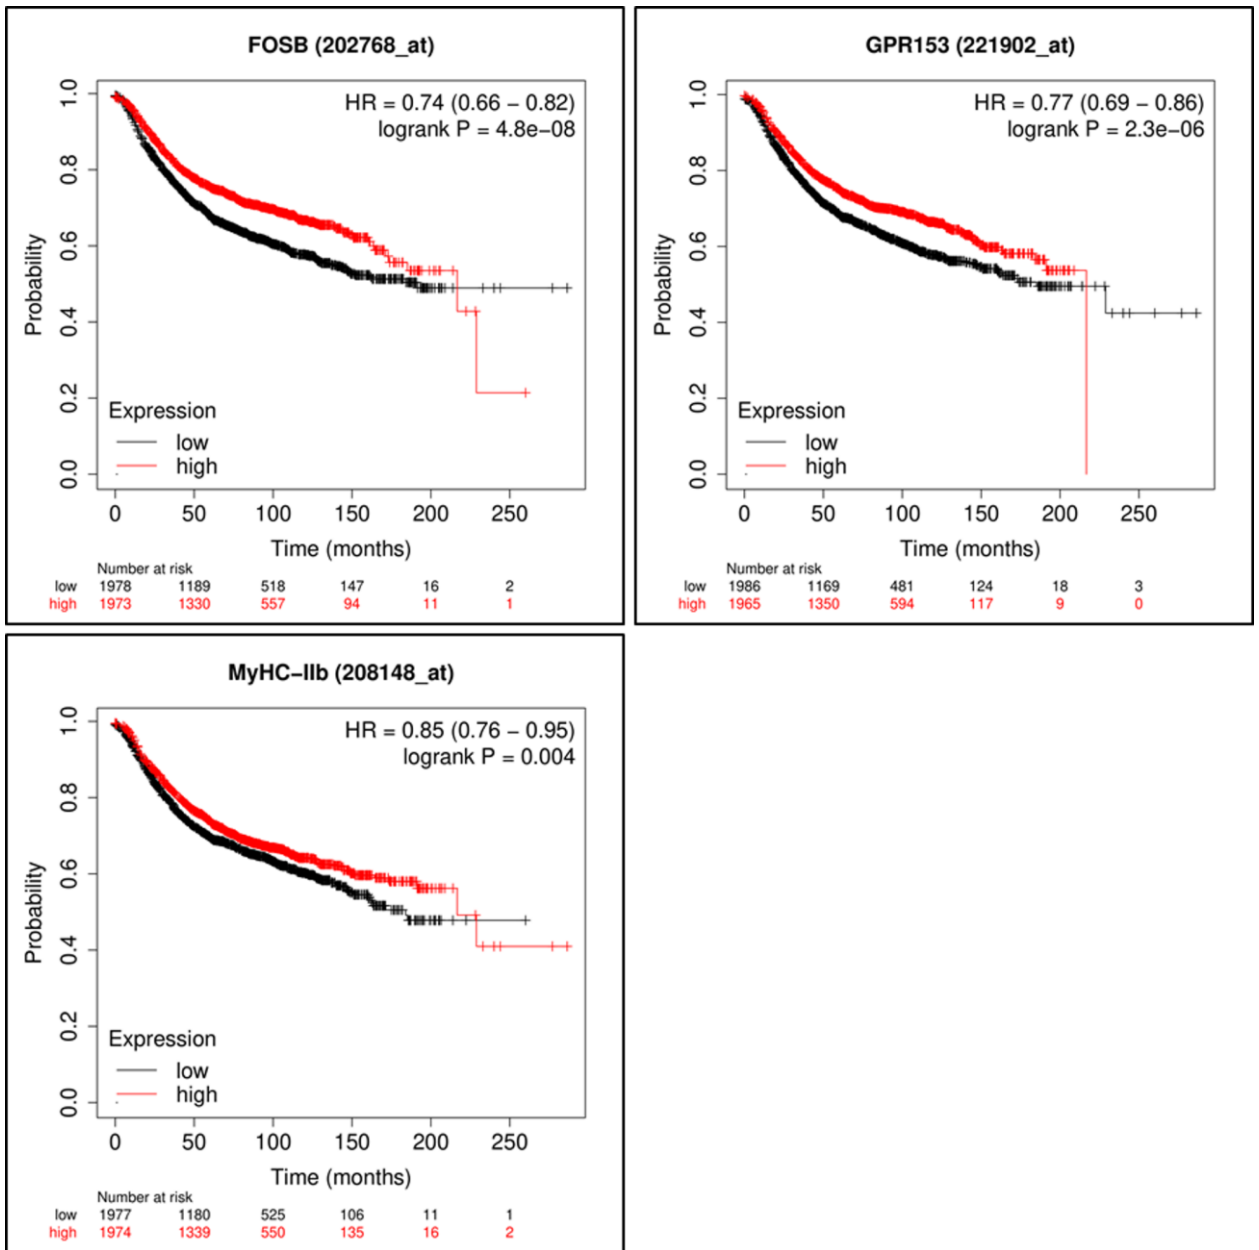 FOSB (202768_at)
HR = 0.74 (0.66 − 0.82)
logrank P = 4.8e−08
Probability
1.0
0.8
0.6
0.4
0.2
0.0
Expression
low
high
0 50 100 150 200 250
Time (months)
Number at risk
low 1978 1189 518 147 16 2
high 1973 1330 557 94 11 1
GPR153 (221902_at)
HR = 0.77 (0.69 − 0.86)
logrank P = 2.3e−06
Probability
1.0
0.8
0.6
0.4
0.2
0.0
Expression
low
high
0 50 100 150 200 250
Time (months)
Number at risk
low 1986 1169 481 124 18 3
high 1965 1350 594 117 9 0
MyHC−IIb (208148_at)
HR = 0.85 (0.76 − 0.95)
logrank P = 0.004
Probability
1.0
0.8
0.6
0.4
0.2
0.0
Expression
low
high
0 50 100 150 200 250
Time (months)
Number at risk
low 1977 1180 525 106 11 1
high 1974 1339 550 135 16 2